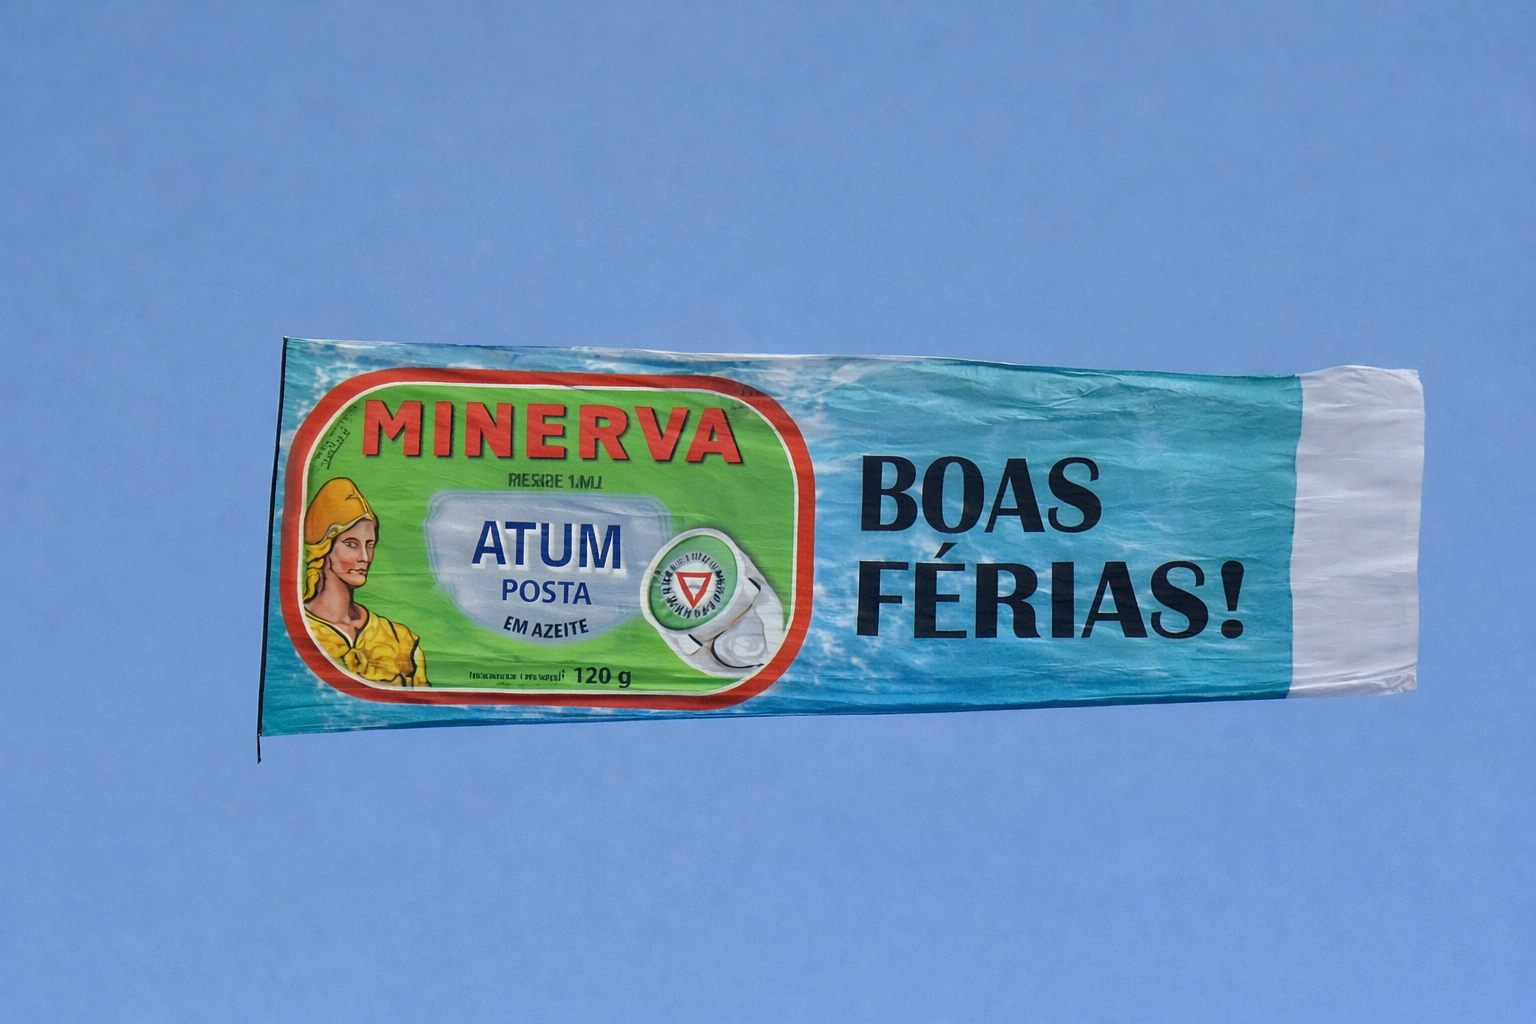 MINERVA
ATUM
POSTA
EM AZEITE
120 g
BOAS
FÉRIAS!